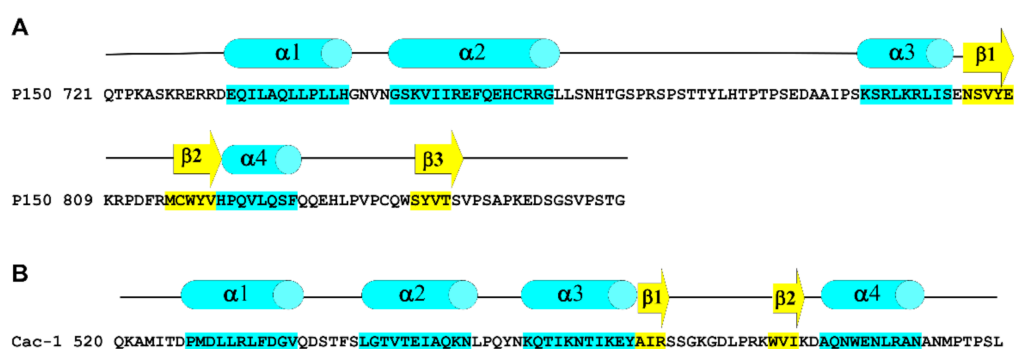 A
α1 α2 α3 β1
P150 721 QTPKASKRERRDEQILAQLLPLLHGNVNGSKVIIREFQEHCRRGLLSNHTGSPRSPSTTYLHTPTPSEDAAIPSKSRLKRLISENSVYE
β2 α4 β3
P150 809 KRPDFRMCWYVHPQVLQSFQQEHLPVPCQWSYVTSVPSAPKEDSGSVPSTG
B
α1 α2 α3 β1 β2 α4
Cac-1 520 QKAMITDPMDLLRLFDGVQDSTFSLGTVTEIAQKNLPQYNKQTIKNTIKEYAIRSSGKGDLPRKWVIKDAQNWENLRANANMPTPSL